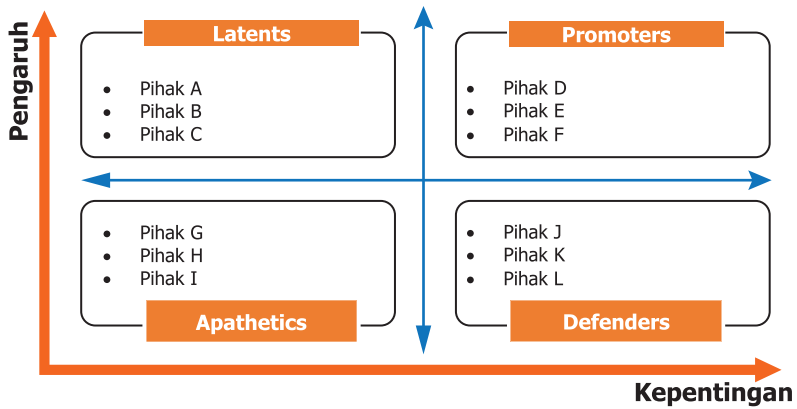 Pengaruh
Latents
Pihak A
Pihak B
Pihak C
Promoters
Pihak D
Pihak E
Pihak F
Pihak G
Pihak H
Pihak I
Apathetics
Pihak J
Pihak K
Pihak L
Defenders
Kepentingan